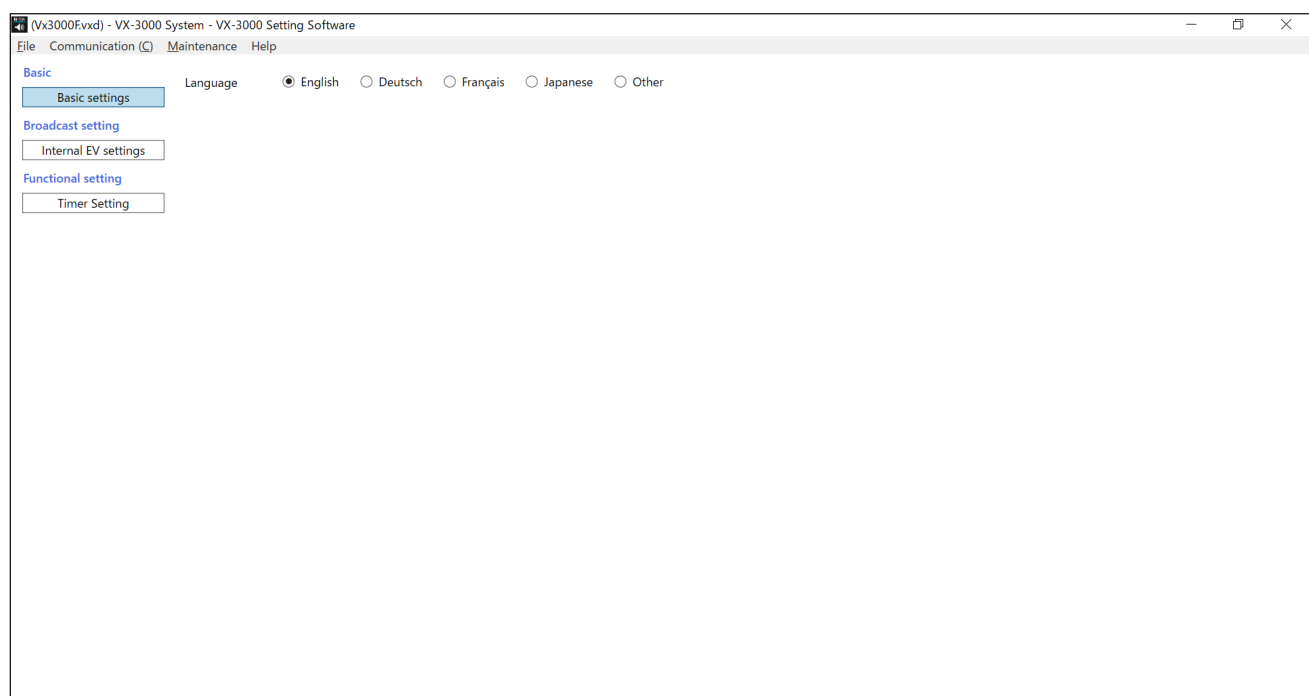 (Vx3000F.vxd) - VX-3000 System - VX-3000 Setting Software
File Communication (C) Maintenance Help
Basic
Basic settings
Language English Deutsch Français Japanese Other
Broadcast setting
Internal EV settings
Functional setting
Timer Setting